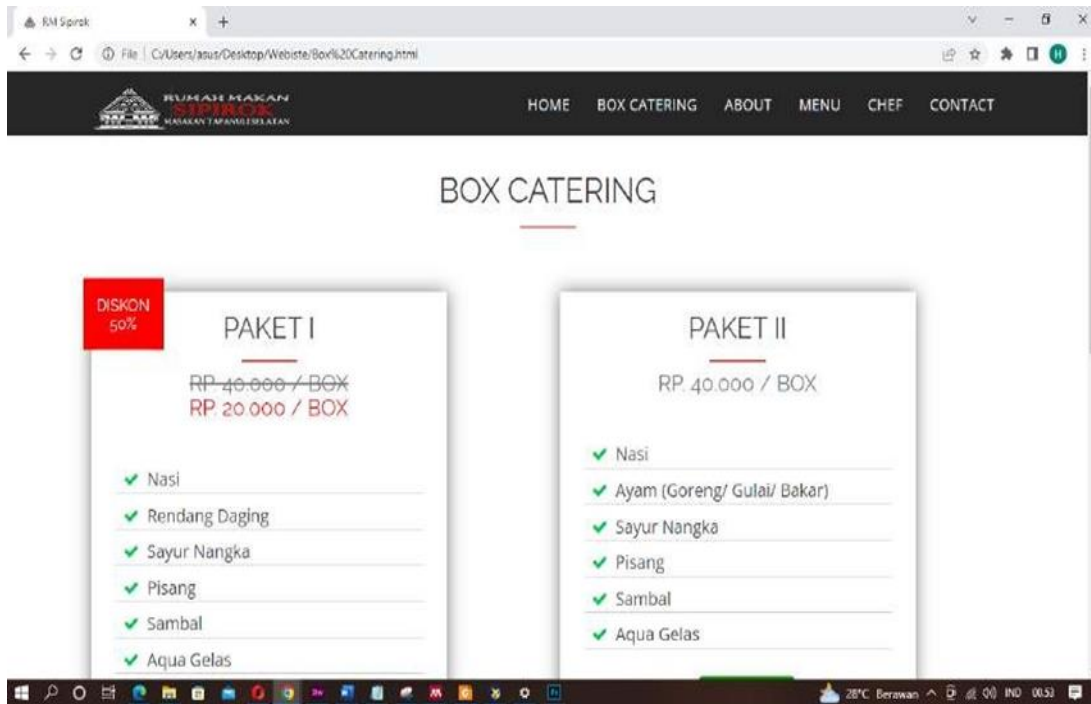 RM Sipirok
File | C:/Users/asus/Desktop/Webiste/Box%20Catering.html
RUMAH MAKAN
SIPIROK
MASAKAN TAPANULI SELATAN
HOME BOX CATERING ABOUT MENU CHEF CONTACT
BOX CATERING
DISKON
50%
PAKET I
RP. 40.000 / BOX
RP. 20.000 / BOX
Nasi
Rendang Daging
Sayur Nangka
Pisang
Sambal
Aqua Gelas
PAKET II
RP. 40.000 / BOX
Nasi
Ayam (Goreng/ Gulai/ Bakar)
Sayur Nangka
Pisang
Sambal
Aqua Gelas
28°C Berawan IND 00.53